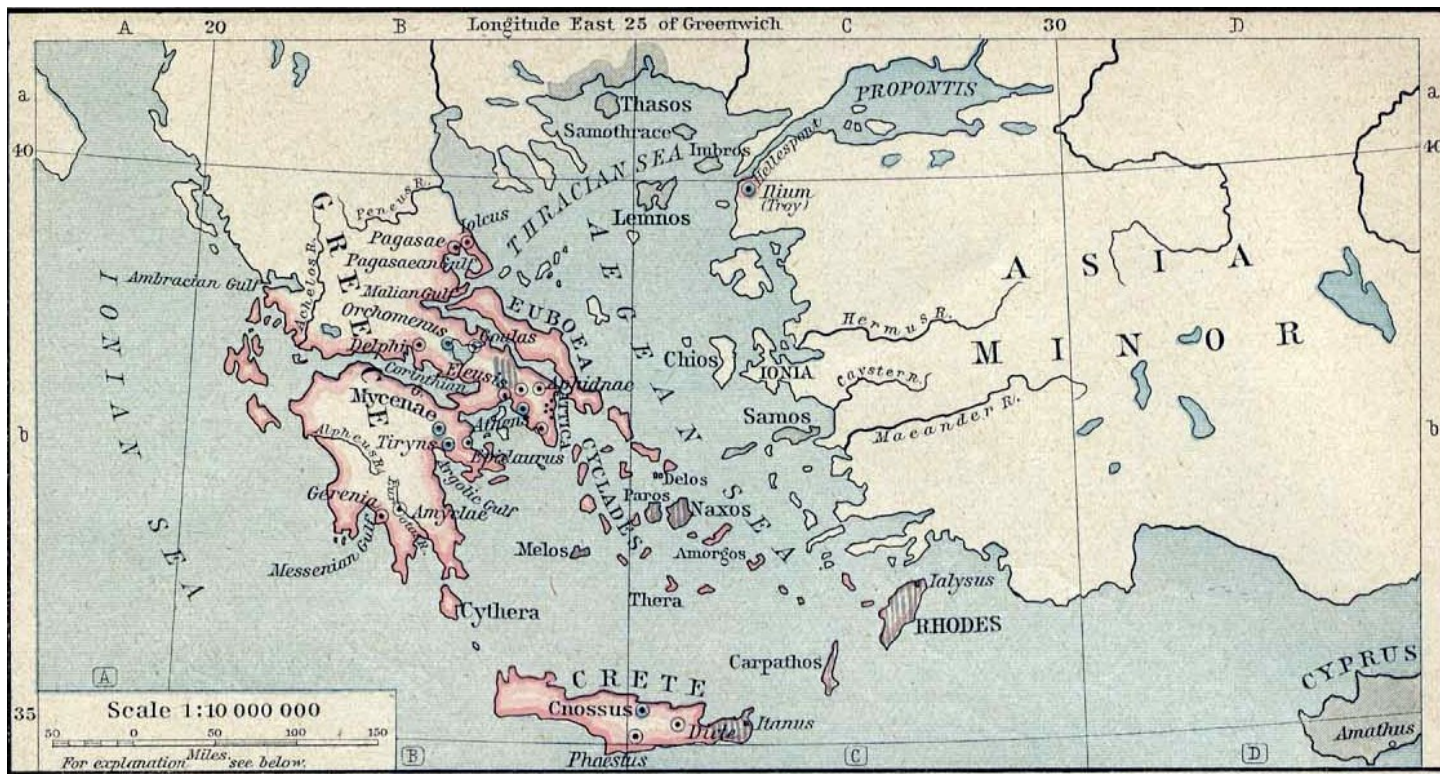 A 20 B Longitude East 25 of Greenwich C 30 D
a a
PROPONTIS
Thasos
Samothrace
Imbros
Hellespont
40 40
THRACIAN SEA
Ilium
(Troy)
Lemnos
Peneus R.
GREECE
Iolcus
Pagasae
Pagasaean Gulf
AEGEAN SEA
ASIA MINOR
Ambracian Gulf
Achelos R.
Malian Gulf
IONIAN SEA
Orchomenus
EUBOEA
Goulas
Hermus R.
Delphi
Chios
IONIA
Corinthian G.
Eleusis
Aphidnae
Cayster R.
Mycenae
ATTICA
Athens
Samos
Maeander R.
b b
Alpheus R.
Tiryns
Epidaurus
CYCLADES
Argolic Gulf
Delos
Paros
Naxos
Gerenia
Eurotas R.
Amyclae
Messenian Gulf
Melos
Amorgos
Ialysus
Thera
Cythera
RHODES
Carpathos
CRETE
CYPRUS
A
Scale 1:10 000 000
35
Cnossus
Dicte
Itanus
Amathus
50 0 50 100 150
Miles
For explanation see below.
B
Phaestus
C
D